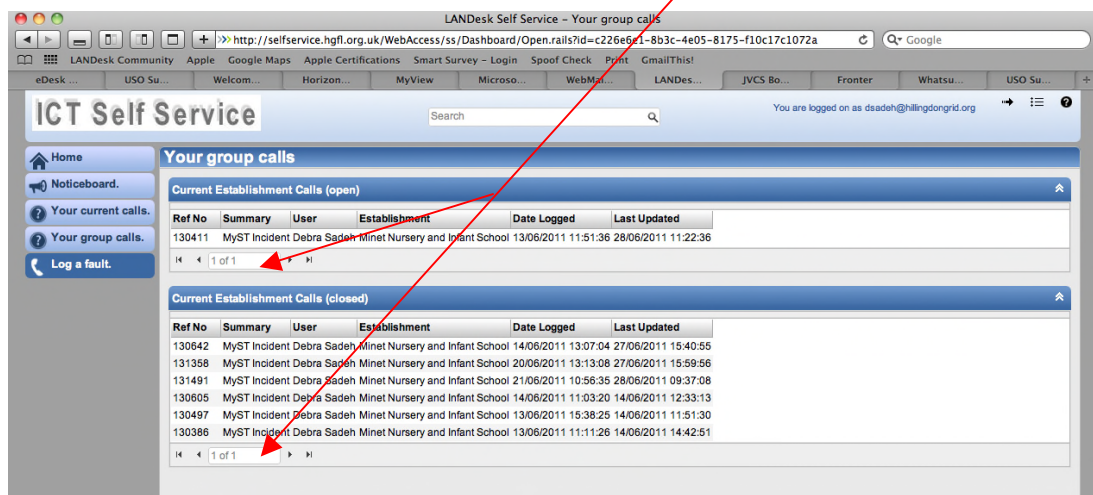 LANDesk Self Service – Your group calls
http://selfservice.hgfl.org.uk/WebAccess/ss/Dashboard/Open.rails?id=c226e6e1-8b3c-4e05-8175-f10c17c1072a Google
LANDesk Community Apple Google Maps Apple Certifications Smart Survey – Login Spoof Check Print GmailThis!
eDesk ... USO Su... Welcom... Horizon... MyView Microso... WebMai... LANDes... JVCS Bo... Fronter Whatsu... USO Su...
ICT Self Service
Search
You are logged on as dsadeh@hillingdongrid.org
Home
Noticeboard.
Your current calls.
Your group calls.
Log a fault.
Your group calls
Current Establishment Calls (open)
Ref No Summary User Establishment Date Logged Last Updated
130411 MyST Incident Debra Sadeh Minet Nursery and Infant School 13/06/2011 11:51:36 28/06/2011 11:22:36
1 of 1
Current Establishment Calls (closed)
Ref No Summary User Establishment Date Logged Last Updated
130642 MyST Incident Debra Sadeh Minet Nursery and Infant School 14/06/2011 13:07:04 27/06/2011 15:40:55
131358 MyST Incident Debra Sadeh Minet Nursery and Infant School 20/06/2011 13:13:08 27/06/2011 15:59:56
131491 MyST Incident Debra Sadeh Minet Nursery and Infant School 21/06/2011 10:56:35 28/06/2011 09:37:08
130605 MyST Incident Debra Sadeh Minet Nursery and Infant School 14/06/2011 11:03:20 14/06/2011 12:33:13
130497 MyST Incident Debra Sadeh Minet Nursery and Infant School 13/06/2011 15:38:25 14/06/2011 11:51:30
130386 MyST Incident Debra Sadeh Minet Nursery and Infant School 13/06/2011 11:11:26 14/06/2011 14:42:51
1 of 1